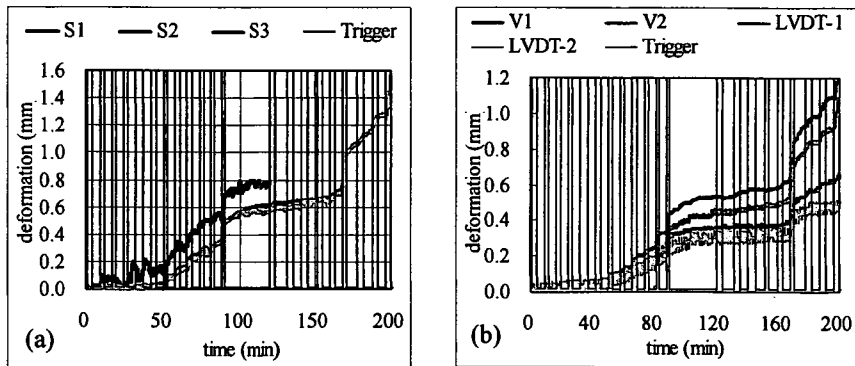 S1 S2 S3 Trigger
deformation (mm
1.6
1.4
1.2
1.0
0.8
0.6
0.4
0.2
0.0
0 50 100 150 200
(a)
time (min)
V1 V2 LVDT-1
LVDT-2 Trigger
deformation (mm
1.2
1.0
0.8
0.6
0.4
0.2
0.0
0 40 80 120 160 200
(b)
time (min)